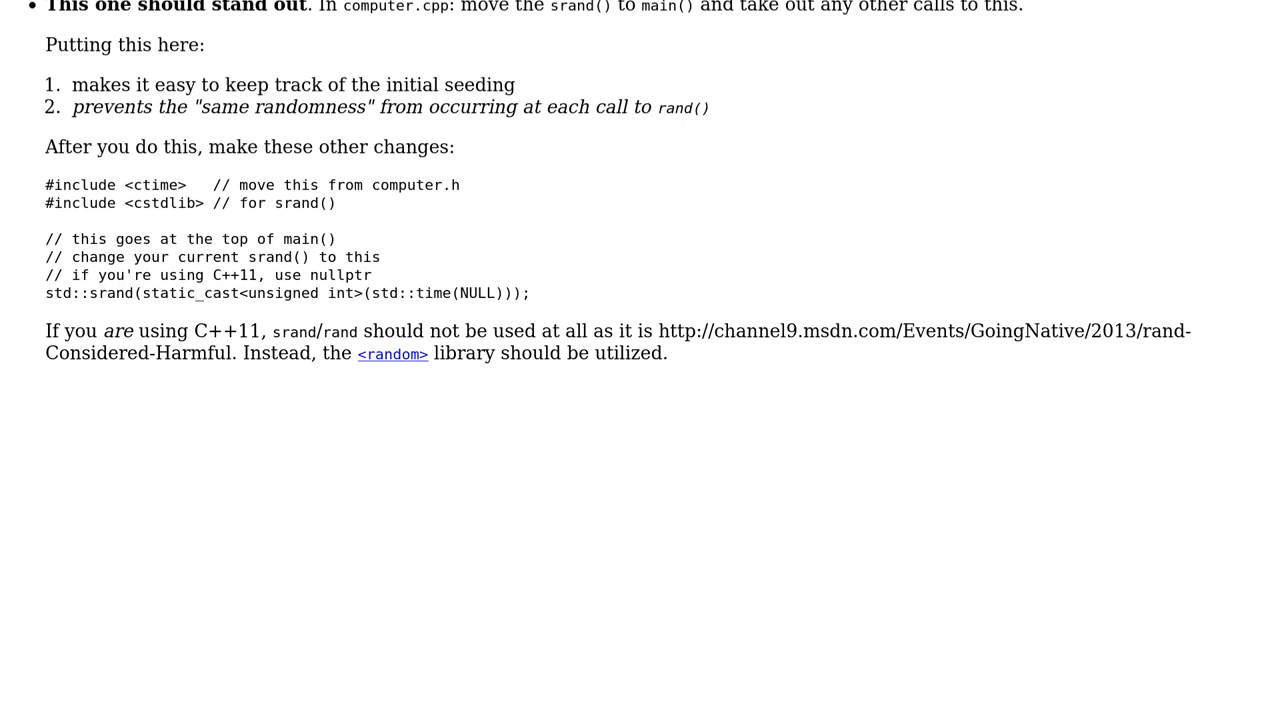 • This one should stand out. In computer.cpp: move the srand() to main() and take out any other calls to this.
Putting this here:
1. makes it easy to keep track of the initial seeding
2. prevents the "same randomness" from occurring at each call to rand()
After you do this, make these other changes:
#include <ctime>   // move this from computer.h
#include <cstdlib> // for srand()
// this goes at the top of main()
// change your current srand() to this
// if you're using C++11, use nullptr
std::srand(static_cast<unsigned int>(std::time(NULL)));
If you are using C++11, srand/rand should not be used at all as it is http://channel9.msdn.com/Events/GoingNative/2013/rand-
Considered-Harmful. Instead, the <random> library should be utilized.